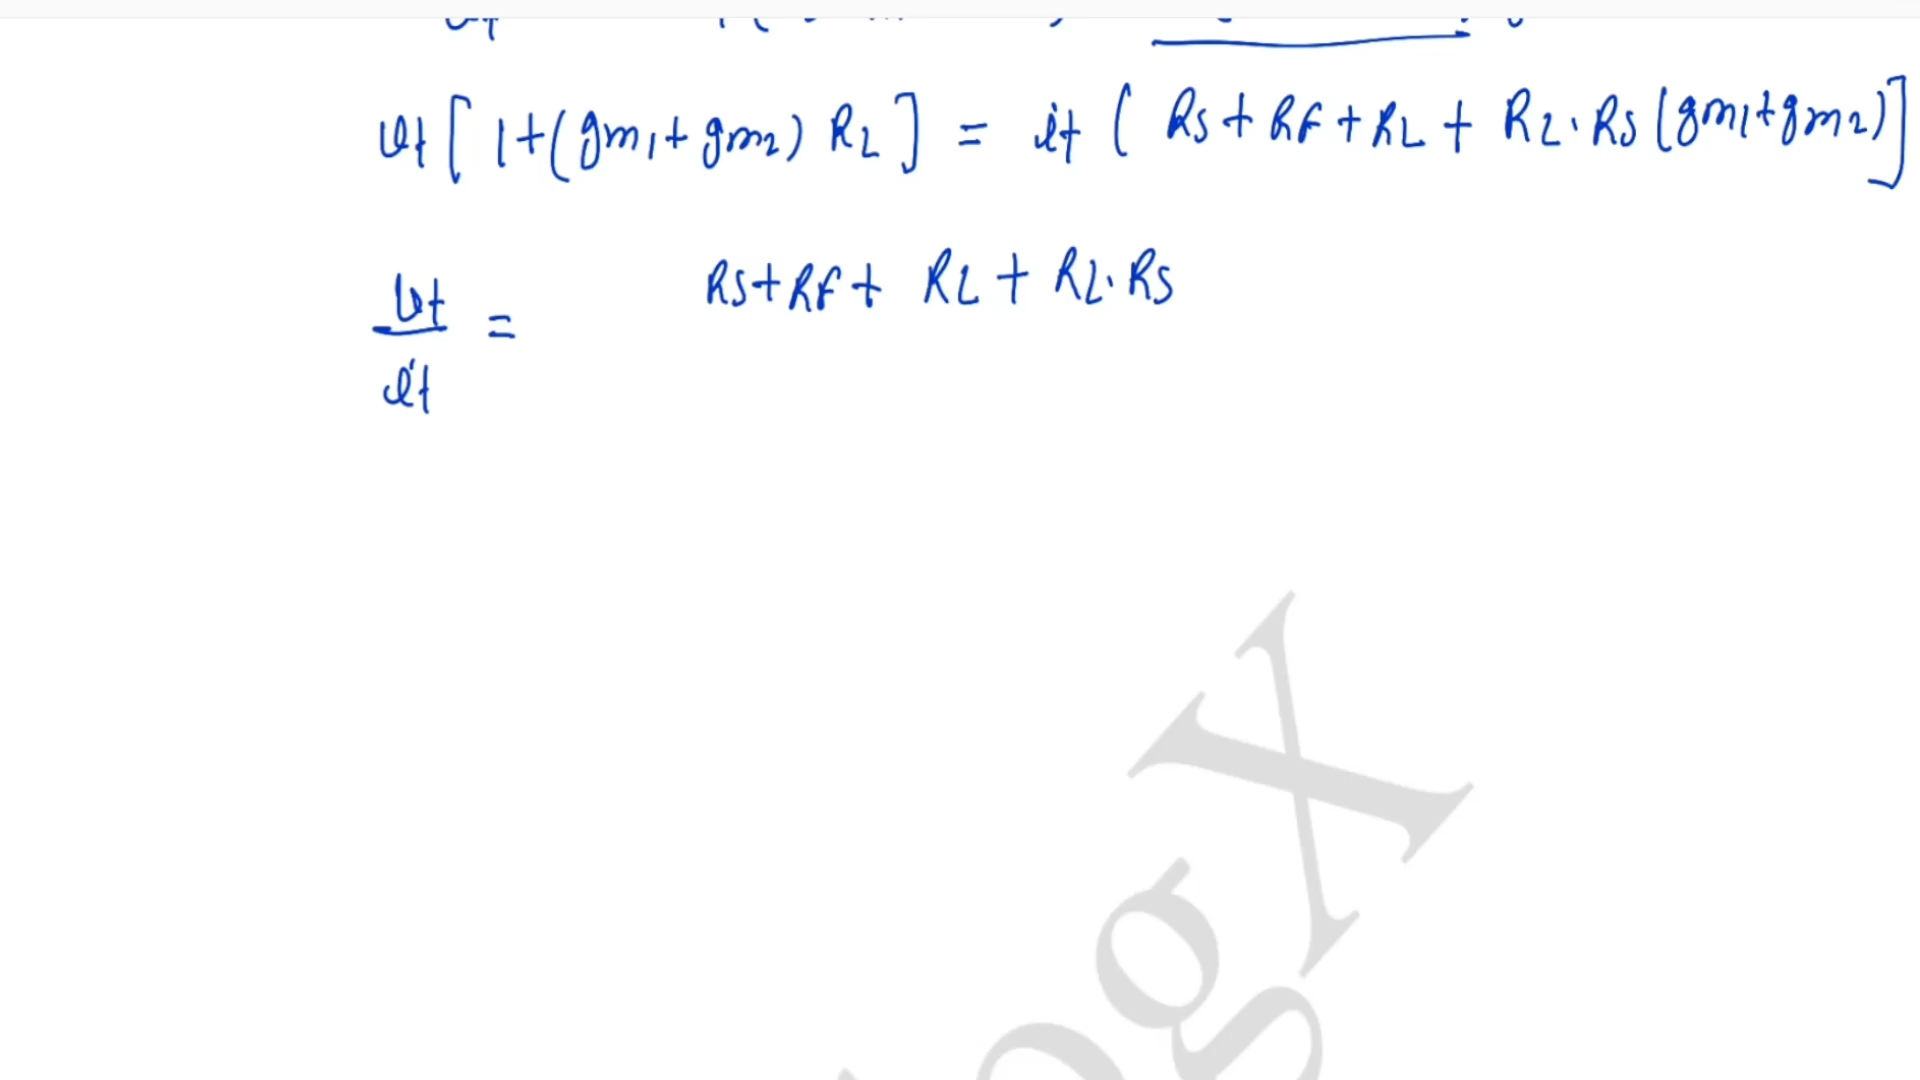 vt [ 1+(gm1+gm2) RL ] = it ( Rs + RF + RL + RL.Rs (gm1+gm2) ]
vt/it = Rs + RF + RL + RL.Rs
gX